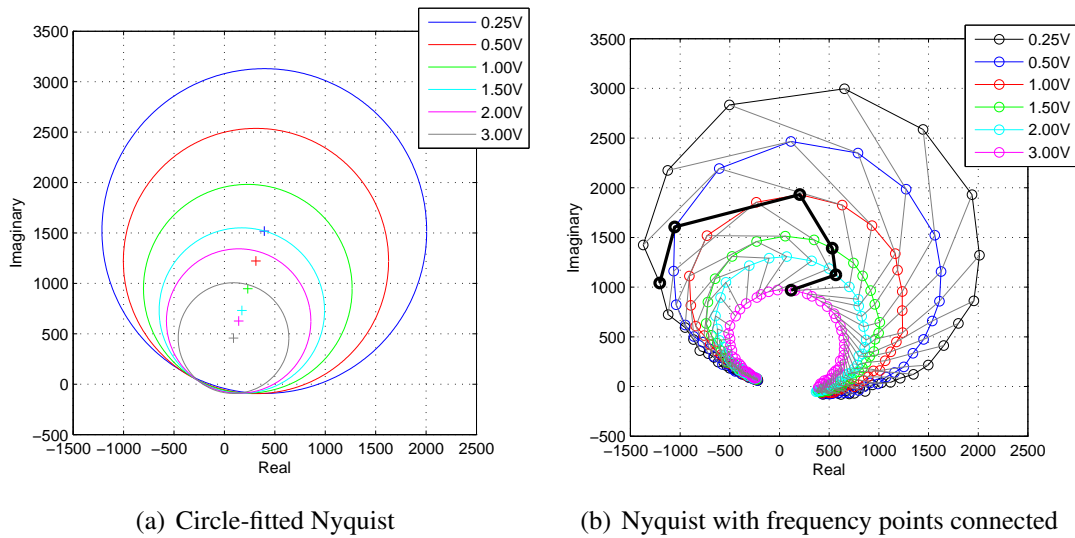 3500
3000
2500
2000
1500
1000
500
0
−500
−1500 −1000 −500 0 500 1000 1500 2000 2500
Real
Imaginary
0.25V
0.50V
1.00V
1.50V
2.00V
3.00V
(a) Circle-fitted Nyquist
3500
3000
2500
2000
1500
1000
500
0
−500
−1500 −1000 −500 0 500 1000 1500 2000 2500
Real
Imaginary
0.25V
0.50V
1.00V
1.50V
2.00V
3.00V
(b) Nyquist with frequency points connected